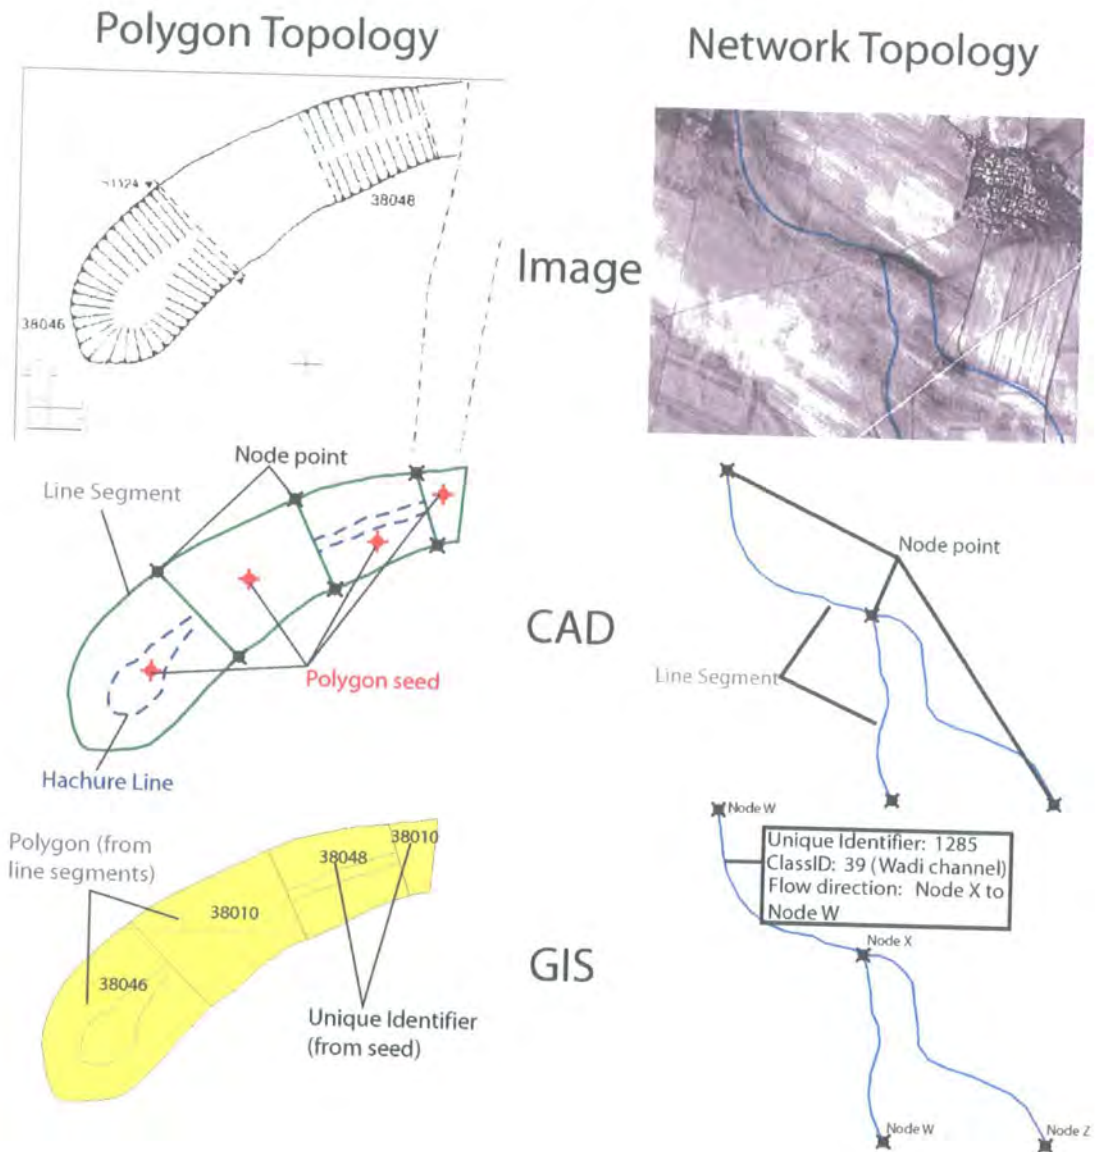 Polygon Topology
Network Topology
38048
38046
Image
Node point
Line Segment
Polygon seed
Hachure Line
CAD
Node point
Line Segment
Polygon (from
line segments)
38010
38048
38010
38046
Unique Identifier
(from seed)
GIS
Node W
Unique Identifier: 1285
ClassID: 39 (Wadi channel)
Flow direction: Node X to
Node W
Node X
Node W
Node Z